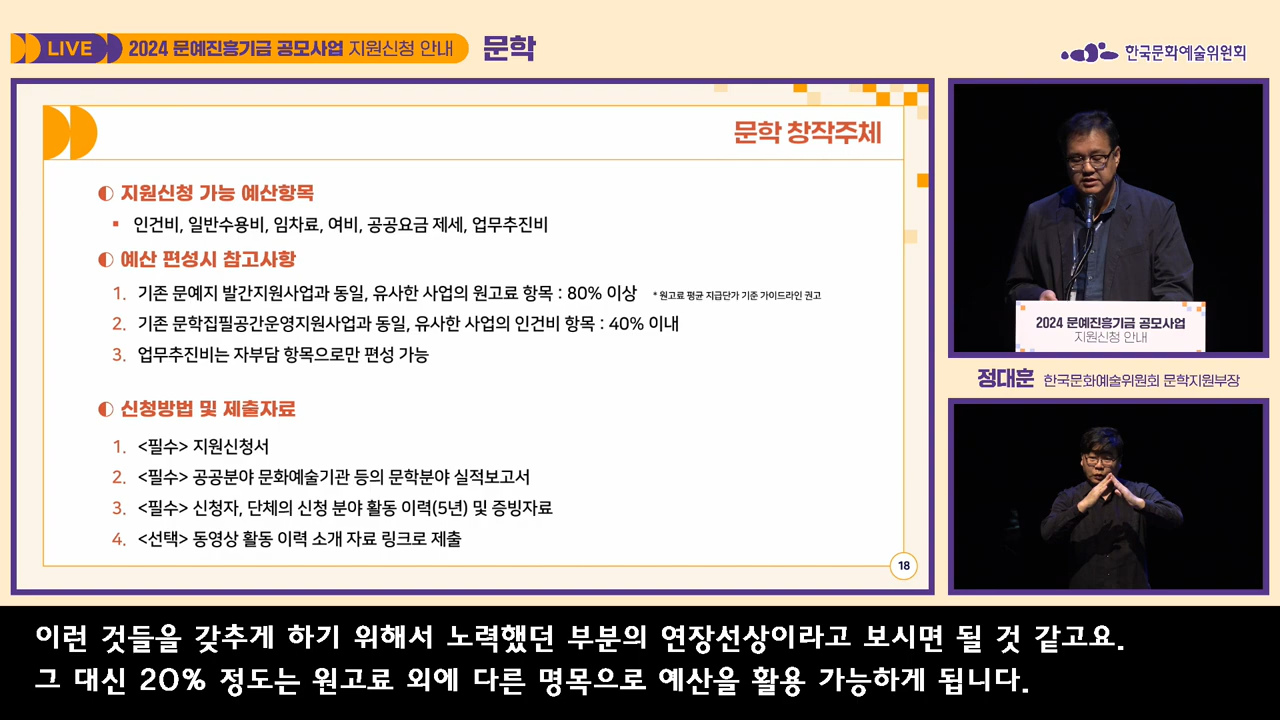 LIVE 2024 문예진흥기금 공모사업 지원신청 안내 문학
한국문화예술위원회
문학 창작주체
지원신청 가능 예산항목
인건비, 일반수용비, 임차료, 여비, 공공요금 제세, 업무추진비
예산 편성시 참고사항
1. 기존 문예지 발간지원사업과 동일, 유사한 사업의 원고료 항목 : 80% 이상 * 원고료 평균 지급단가 기준 가이드라인 권고
2. 기존 문학집필공간운영지원사업과 동일, 유사한 사업의 인건비 항목 : 40% 이내
3. 업무추진비는 자부담 항목으로만 편성 가능
신청방법 및 제출자료
1. <필수> 지원신청서
2. <필수> 공공분야 문화예술기관 등의 문학분야 실적보고서
3. <필수> 신청자, 단체의 신청 분야 활동 이력(5년) 및 증빙자료
4. <선택> 동영상 활동 이력 소개 자료 링크로 제출
18
2024 문예진흥기금 공모사업
지원신청 안내
정대훈 한국문화예술위원회 문학지원부장
이런 것들을 갖추게 하기 위해서 노력했던 부분의 연장선상이라고 보시면 될 것 같고요.
그 대신 20% 정도는 원고료 외에 다른 명목으로 예산을 활용 가능하게 됩니다.